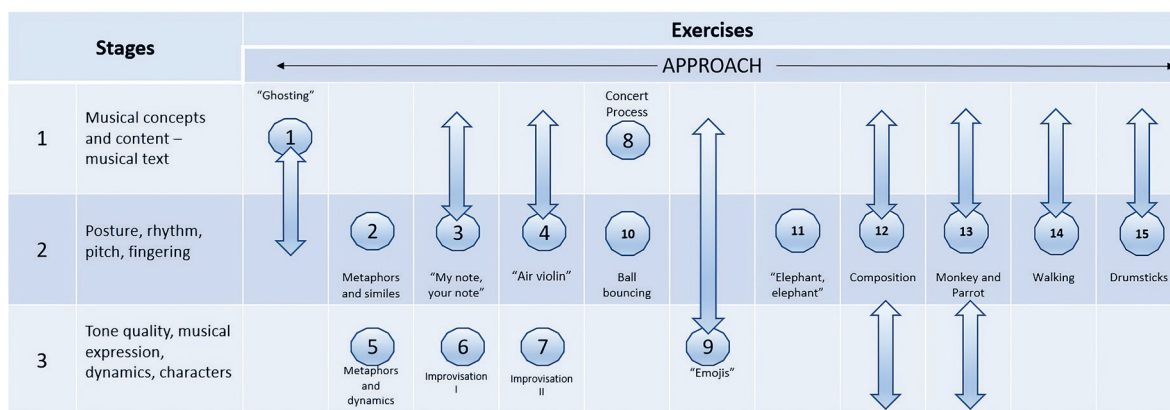 Stages
Exercises
APPROACH
1
Musical concepts
and content –
musical text
"Ghosting"
1
Concert
Process
8
2
Posture, rhythm,
pitch, fingering
2
Metaphors
and similes
3
"My note,
your note"
4
"Air violin"
10
Ball
bouncing
11
"Elephant,
elephant"
12
Composition
13
Monkey and
Parrot
14
Walking
15
Drumsticks
3
Tone quality, musical
expression,
dynamics, characters
5
Metaphors
and
dynamics
6
Improvisation
I
7
Improvisation
II
9
"Emojis"